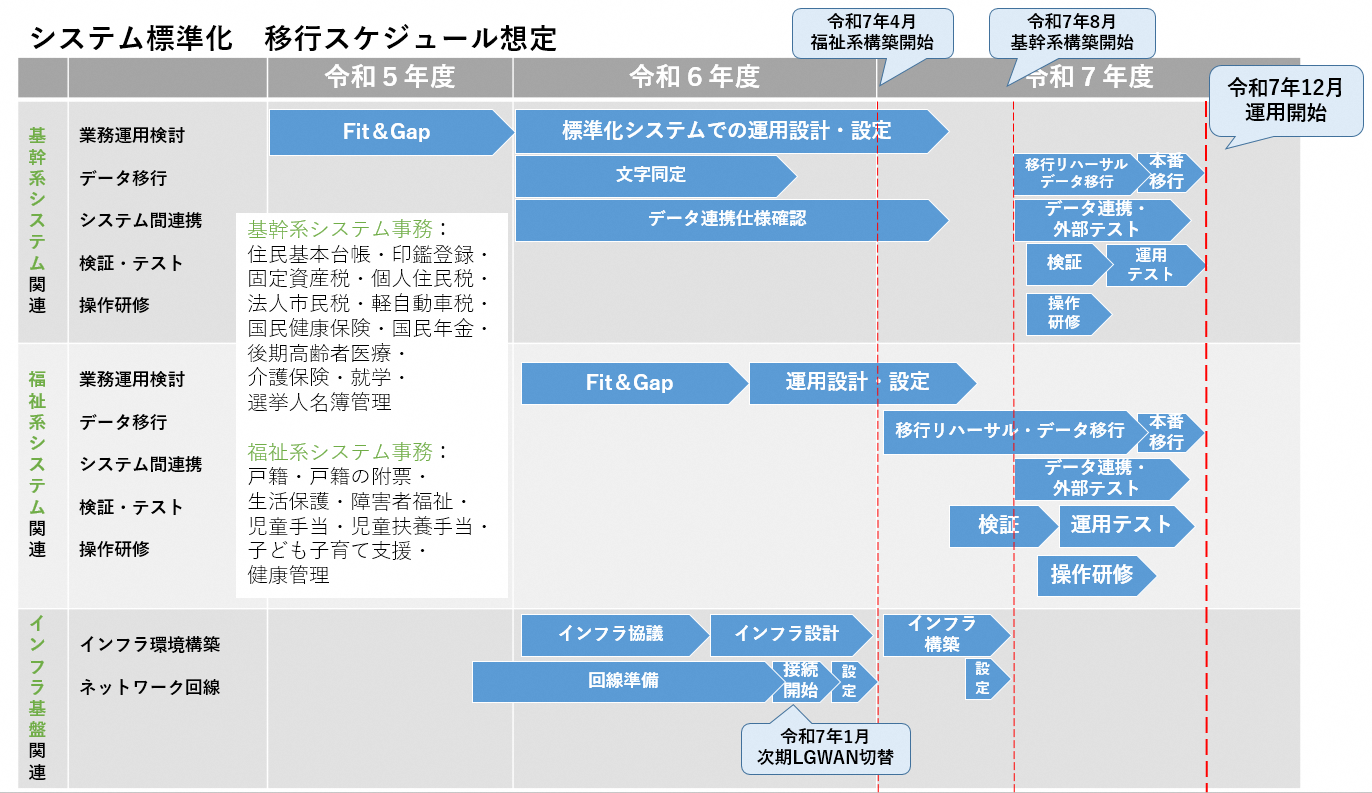 システム標準化　移行スケジュール想定
令和7年4月
福祉系構築開始
令和7年8月
基幹系構築開始
令和５年度
令和６年度
令和７年度
令和7年12月
運用開始
基幹系システム関連
業務運用検討
Fit＆Gap
標準化システムでの運用設計・設定
データ移行
文字同定
移行リハーサル
データ移行
本番
移行
システム間連携
データ連携仕様確認
データ連携・
外部テスト
検証・テスト
検証
運用
テスト
操作研修
操作
研修
基幹系システム事務：
住民基本台帳・印鑑登録・
固定資産税・個人住民税・
法人市民税・軽自動車税・
国民健康保険・国民年金・
後期高齢者医療・
介護保険・就学・
選挙人名簿管理
福祉系システム事務：
戸籍・戸籍の附票・
生活保護・障害者福祉・
児童手当・児童扶養手当・
子ども子育て支援・
健康管理
福祉系システム関連
業務運用検討
Fit＆Gap
運用設計・設定
データ移行
移行リハーサル・データ移行
本番
移行
システム間連携
データ連携・
外部テスト
検証・テスト
検証
運用テスト
操作研修
操作研修
インフラ基盤関連
インフラ環境構築
インフラ協議
インフラ設計
インフラ
構築
ネットワーク回線
回線準備
接続
開始
設
定
設
定
令和7年1月
次期LGWAN切替